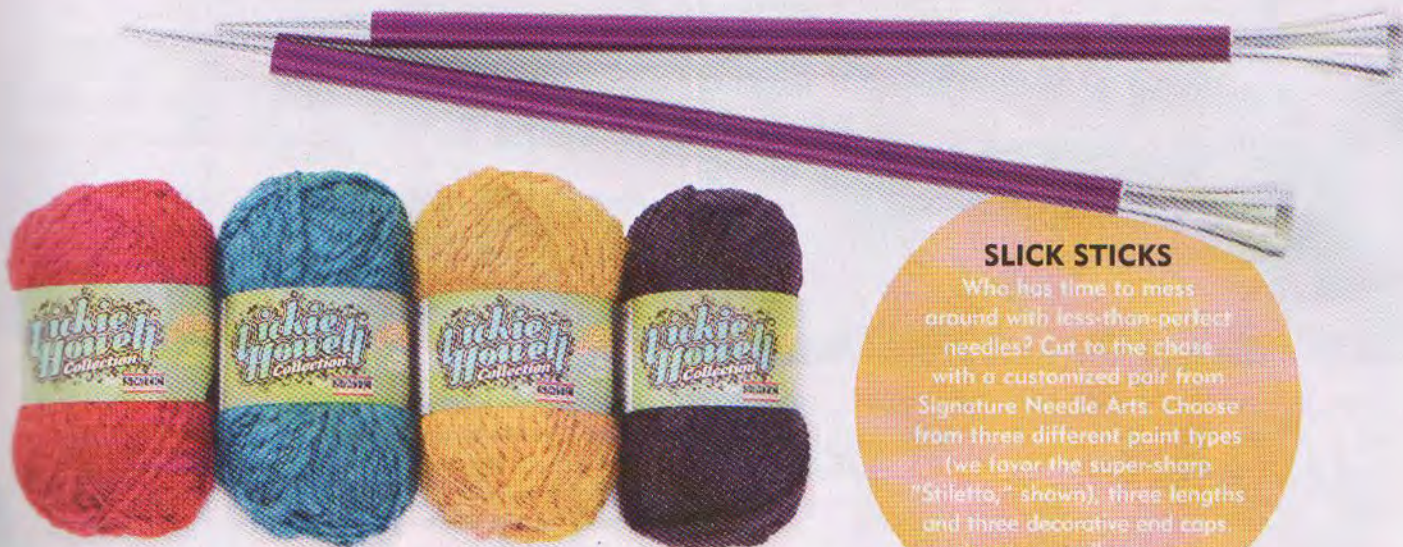 SLICK STICKS
Who has time to mess
around with less-than-perfect
needles? Cut to the chase
with a customized pair from
Signature Needle Arts. Choose
from three different point types
(we favor the super-sharp
"Stiletto," shown), three lengths
and three decorative end caps.
Vickie
Howell
Collection
Vickie
Howell
Collection
Vickie
Howell
Collection
Vickie
Howell
Collection